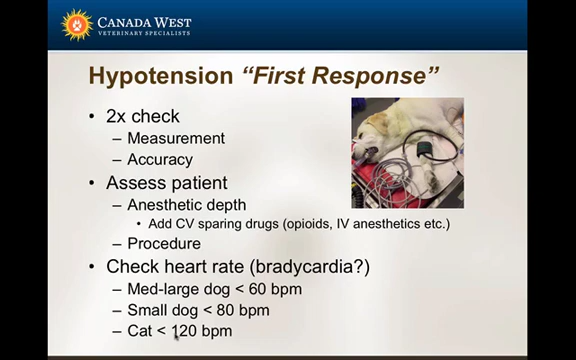 CANADA WEST
VETERINARY SPECIALISTS
Hypotension "First Response"
• 2x check
– Measurement
– Accuracy
• Assess patient
– Anesthetic depth
• Add CV sparing drugs (opioids, IV anesthetics etc.)
– Procedure
• Check heart rate (bradycardia?)
– Med-large dog < 60 bpm
– Small dog < 80 bpm
– Cat < 120 bpm